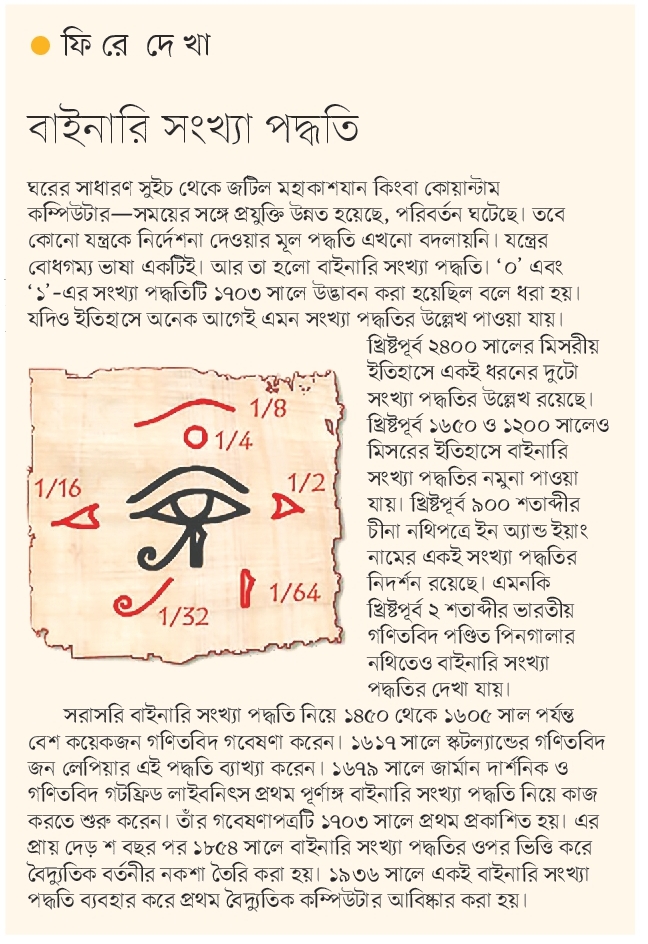 ফি রে দে খা
বাইনারি সংখ্যা পদ্ধতি
ঘরের সাধারণ সুইচ থেকে জটিল মহাকাশযান কিংবা কোয়ান্টাম
কম্পিউটার—সময়ের সঙ্গে প্রযুক্তি উন্নত হয়েছে, পরিবর্তন ঘটেছে। তবে
কোনো যন্ত্রকে নির্দেশনা দেওয়ার মূল পদ্ধতি এখনো বদলায়নি। যন্ত্রের
বোধগম্য ভাষা একটিই। আর তা হলো বাইনারি সংখ্যা পদ্ধতি। ‘০’ এবং
‘১’-এর সংখ্যা পদ্ধতিটি ১৭০৩ সালে উদ্ভাবন করা হয়েছিল বলে ধরা হয়।
যদিও ইতিহাসে অনেক আগেই এমন সংখ্যা পদ্ধতির উল্লেখ পাওয়া যায়।
খ্রিষ্টপূর্ব ২৪০০ সালের মিসরীয়
ইতিহাসে একই ধরনের দুটো
সংখ্যা পদ্ধতির উল্লেখ রয়েছে।
খ্রিষ্টপূর্ব ১৬৫০ ও ১২০০ সালেও
মিসরের ইতিহাসে বাইনারি
সংখ্যা পদ্ধতির নমুনা পাওয়া
যায়। খ্রিষ্টপূর্ব ৯০০ শতাব্দীর
চীনা নথিপত্রে ইন অ্যান্ড ইয়াং
নামের একই সংখ্যা পদ্ধতির
নিদর্শন রয়েছে। এমনকি
খ্রিষ্টপূর্ব ২ শতাব্দীর ভারতীয়
গণিতবিদ পণ্ডিত পিনগালার
নথিতেও বাইনারি সংখ্যা
পদ্ধতির দেখা যায়।
1/8
1/4
1/16
1/2
1/64
1/32
সরাসরি বাইনারি সংখ্যা পদ্ধতি নিয়ে ১৪৫০ থেকে ১৬০৫ সাল পর্যন্ত
বেশ কয়েকজন গণিতবিদ গবেষণা করেন। ১৬১৭ সালে স্কটল্যান্ডের গণিতবিদ
জন লেপিয়ার এই পদ্ধতি ব্যাখ্যা করেন। ১৬৭৯ সালে জার্মান দার্শনিক ও
গণিতবিদ গটফ্রিড লাইবনিৎস প্রথম পূর্ণাঙ্গ বাইনারি সংখ্যা পদ্ধতি নিয়ে কাজ
করতে শুরু করেন। তাঁর গবেষণাপত্রটি ১৭০৩ সালে প্রথম প্রকাশিত হয়। এর
প্রায় দেড় শ বছর পর ১৮৫৪ সালে বাইনারি সংখ্যা পদ্ধতির ওপর ভিত্তি করে
বৈদ্যুতিক বর্তনীর নকশা তৈরি করা হয়। ১৯৩৬ সালে একই বাইনারি সংখ্যা
পদ্ধতি ব্যবহার করে প্রথম বৈদ্যুতিক কম্পিউটার আবিষ্কার করা হয়।